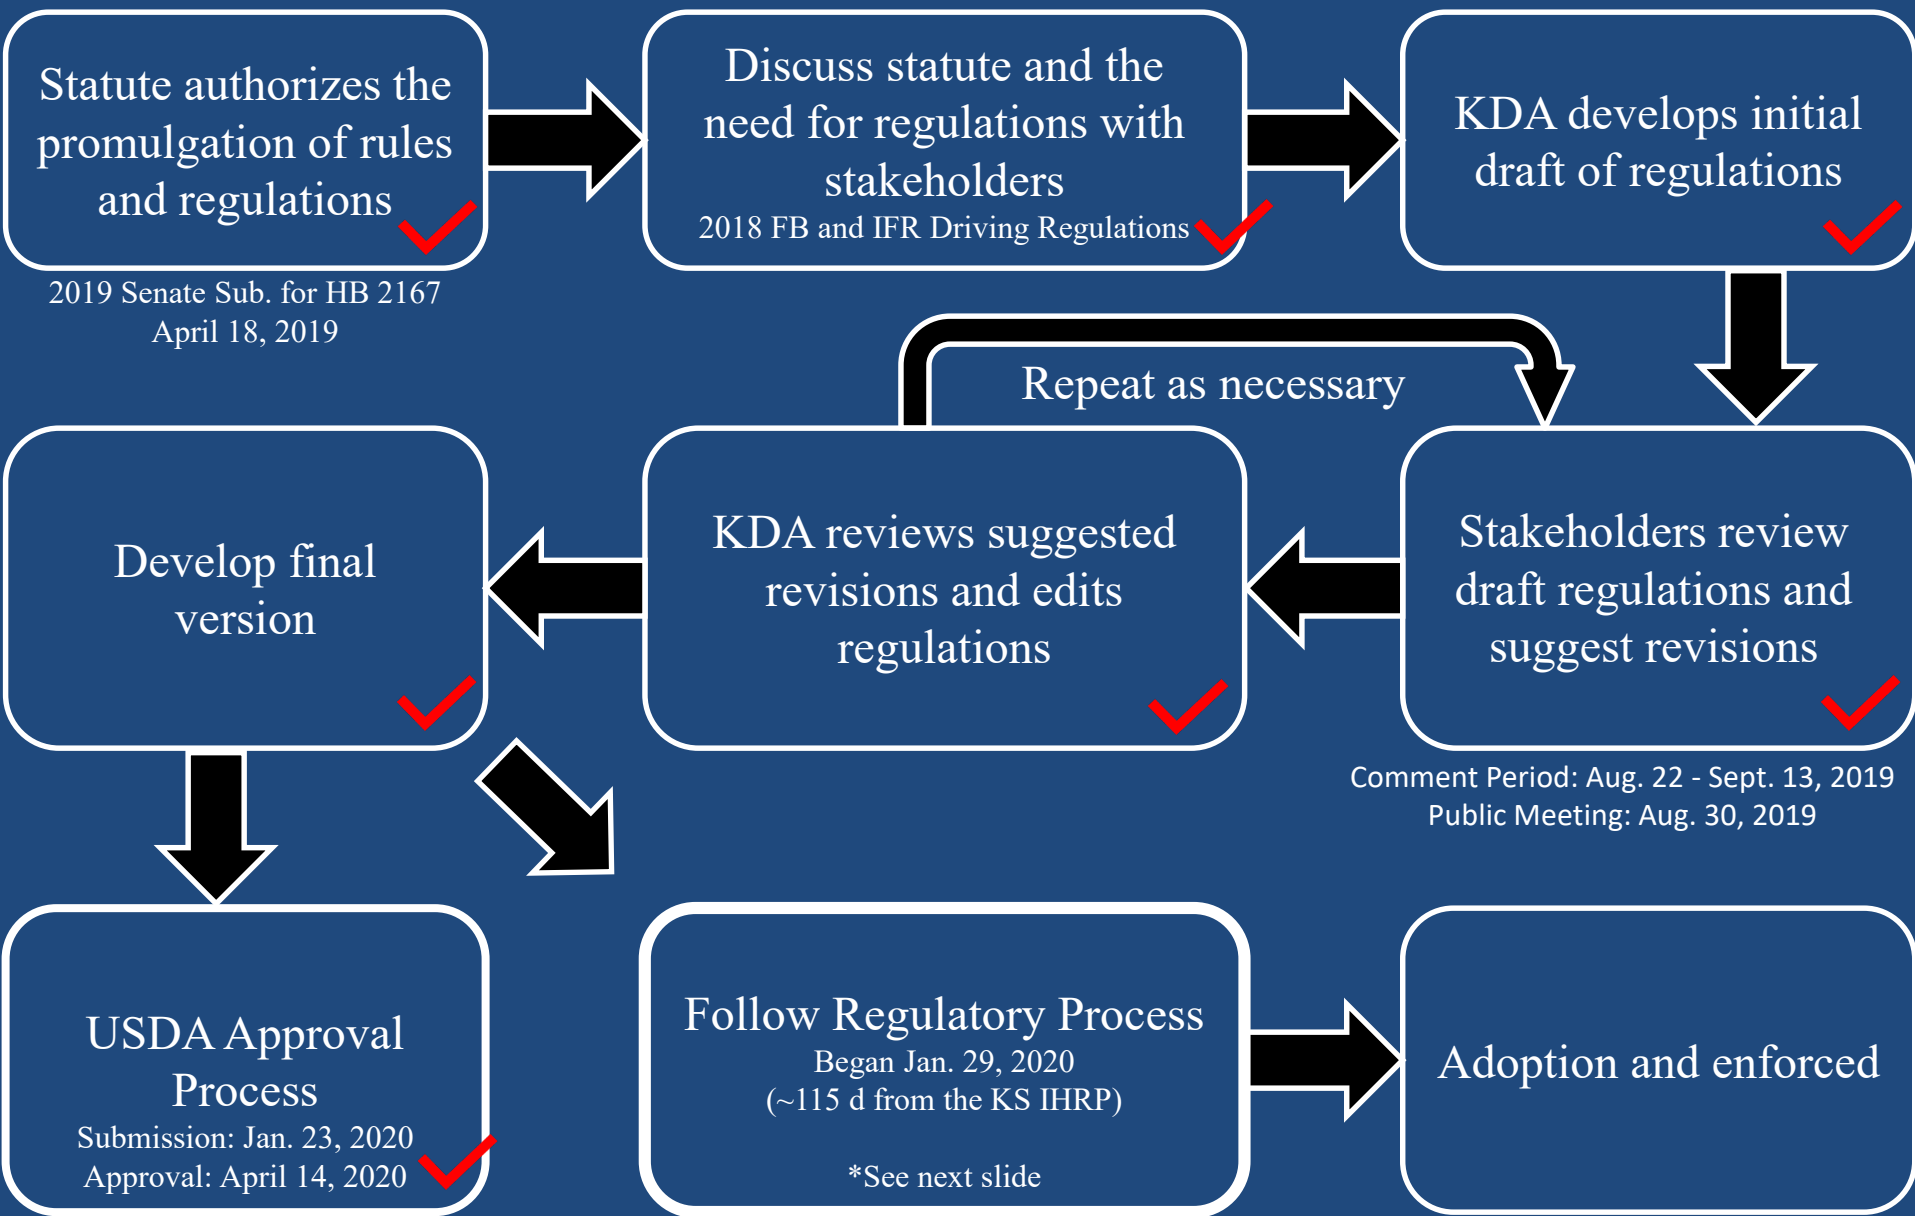 Statute authorizes the
promulgation of rules
and regulations
2019 Senate Sub. for HB 2167
April 18, 2019
Discuss statute and the
need for regulations with
stakeholders
2018 FB and IFR Driving Regulations
KDA develops initial
draft of regulations
Repeat as necessary
Stakeholders review
draft regulations and
suggest revisions
Comment Period: Aug. 22 - Sept. 13, 2019
Public Meeting: Aug. 30, 2019
KDA reviews suggested
revisions and edits
regulations
Develop final
version
USDA Approval
Process
Submission: Jan. 23, 2020
Approval: April 14, 2020
Follow Regulatory Process
Began Jan. 29, 2020
(~115 d from the KS IHRP)
*See next slide
Adoption and enforced